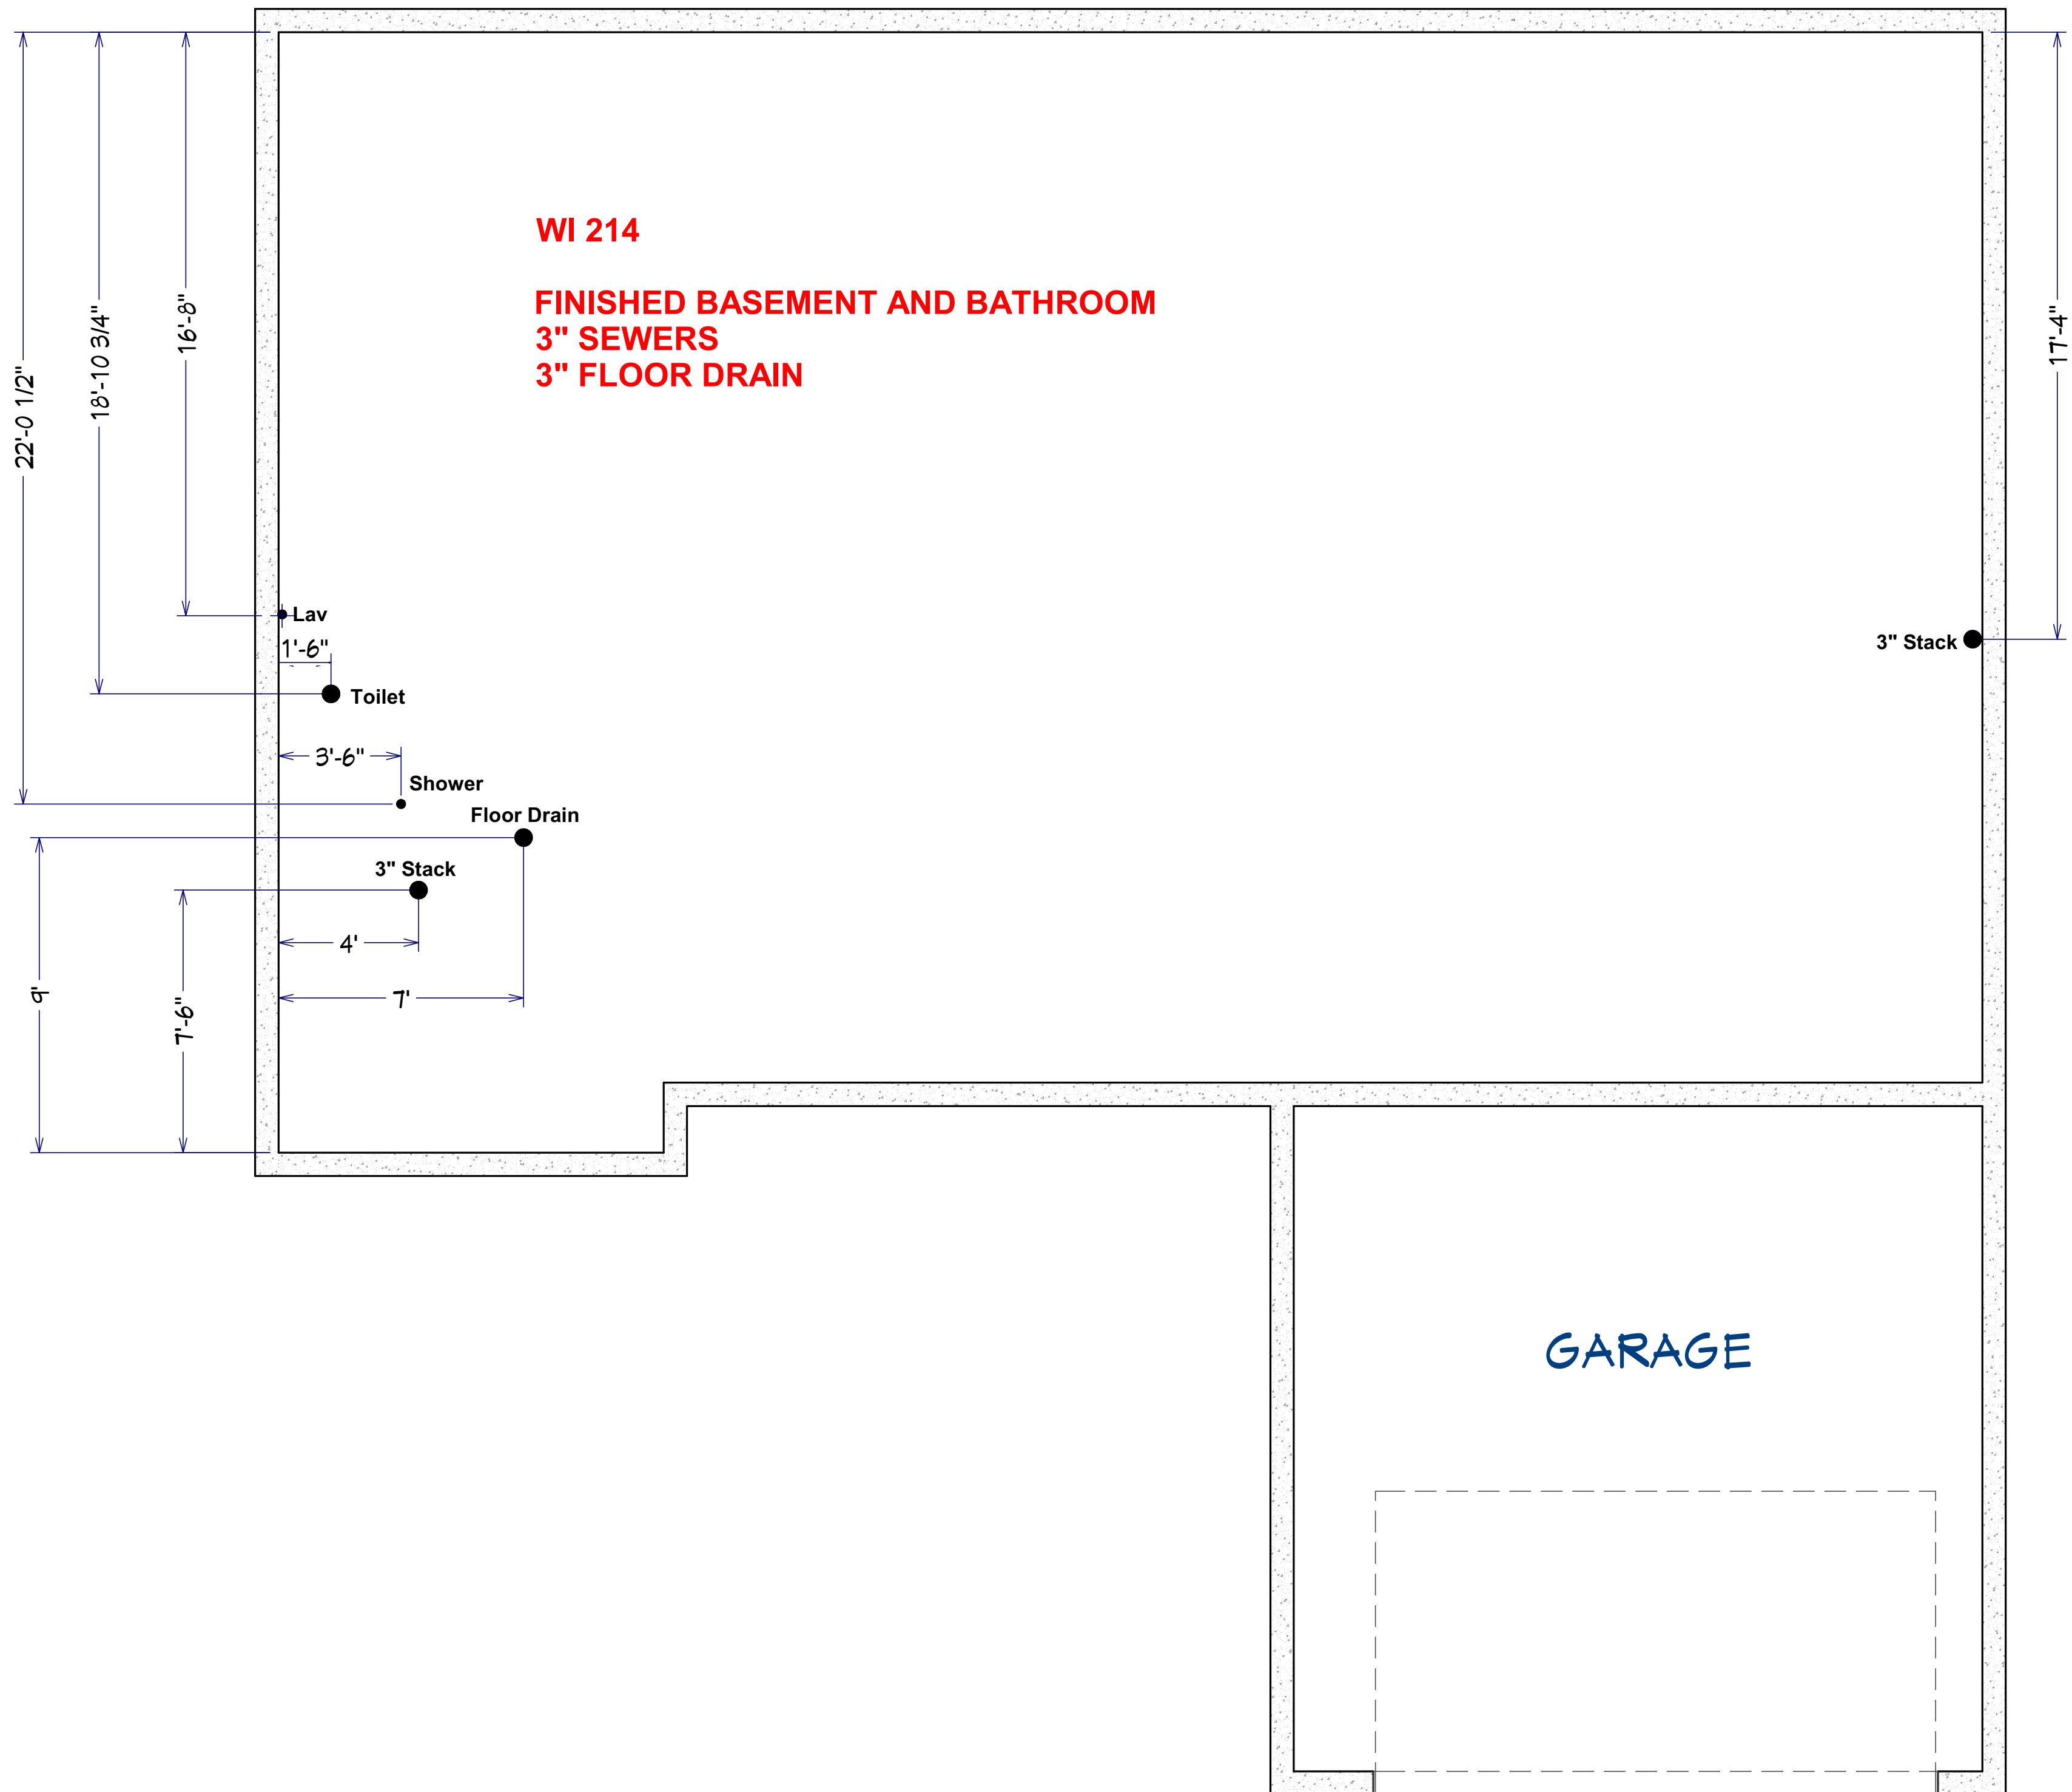 WI 214
FINISHED BASEMENT AND BATHROOM
3" SEWERS
3" FLOOR DRAIN
22'-0 1/2"
18'-10 3/4"
16'-8"
17'-4"
Lav
1'-6"
3" Stack
Toilet
3'-6"
Shower
Floor Drain
3" Stack
4'
7'
9'
7'-6"
GARAGE